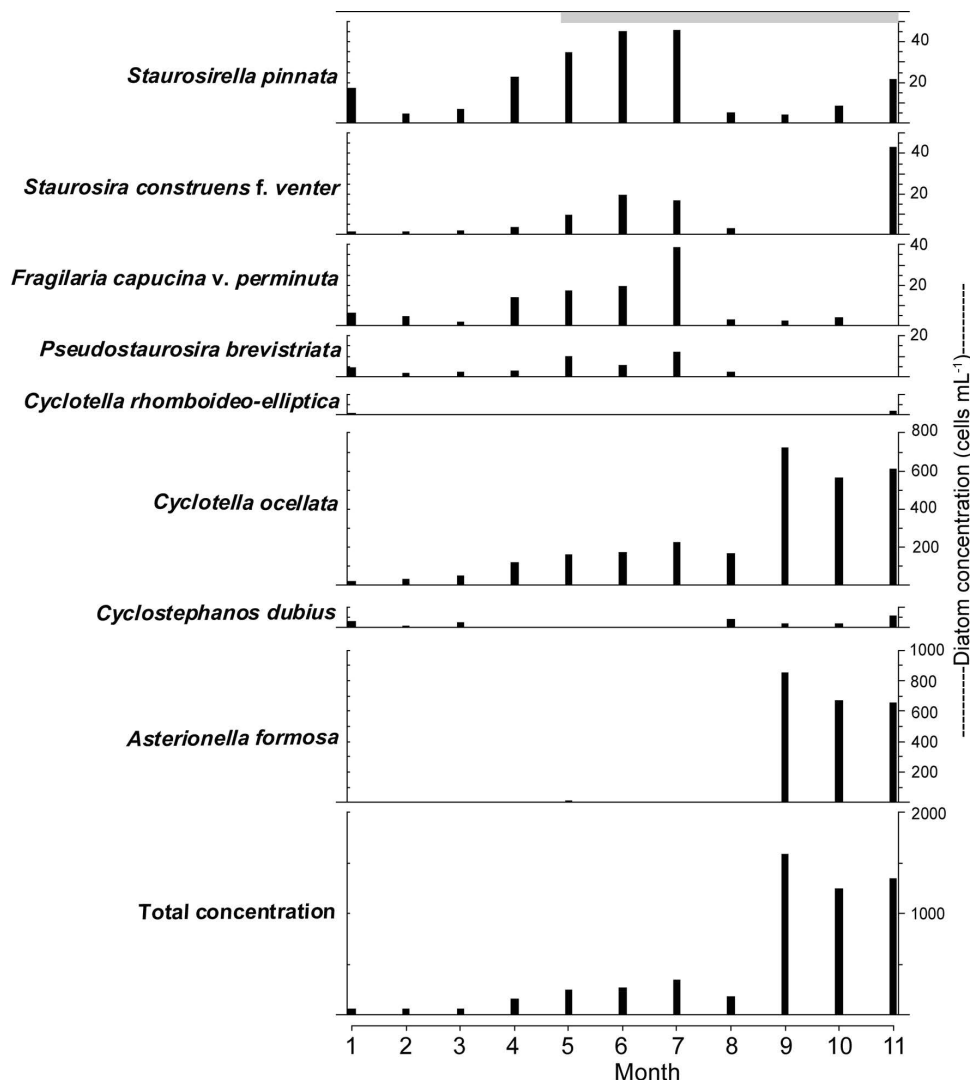 Staurosirella pinnata
40
20
Staurosira construens f. venter
40
20
Fragilaria capucina v. perminuta
40
20
Pseudostaurosira brevistriata
20
Cyclotella rhomboideo-elliptica
Cyclotella ocellata
800
600
400
200
Cyclostephanos dubius
Asterionella formosa
1000
800
600
400
200
Total concentration
2000
1000
-------Diatom concentration (cells mL-1)-------
1 2 3 4 5 6 7 8 9 10 11
Month